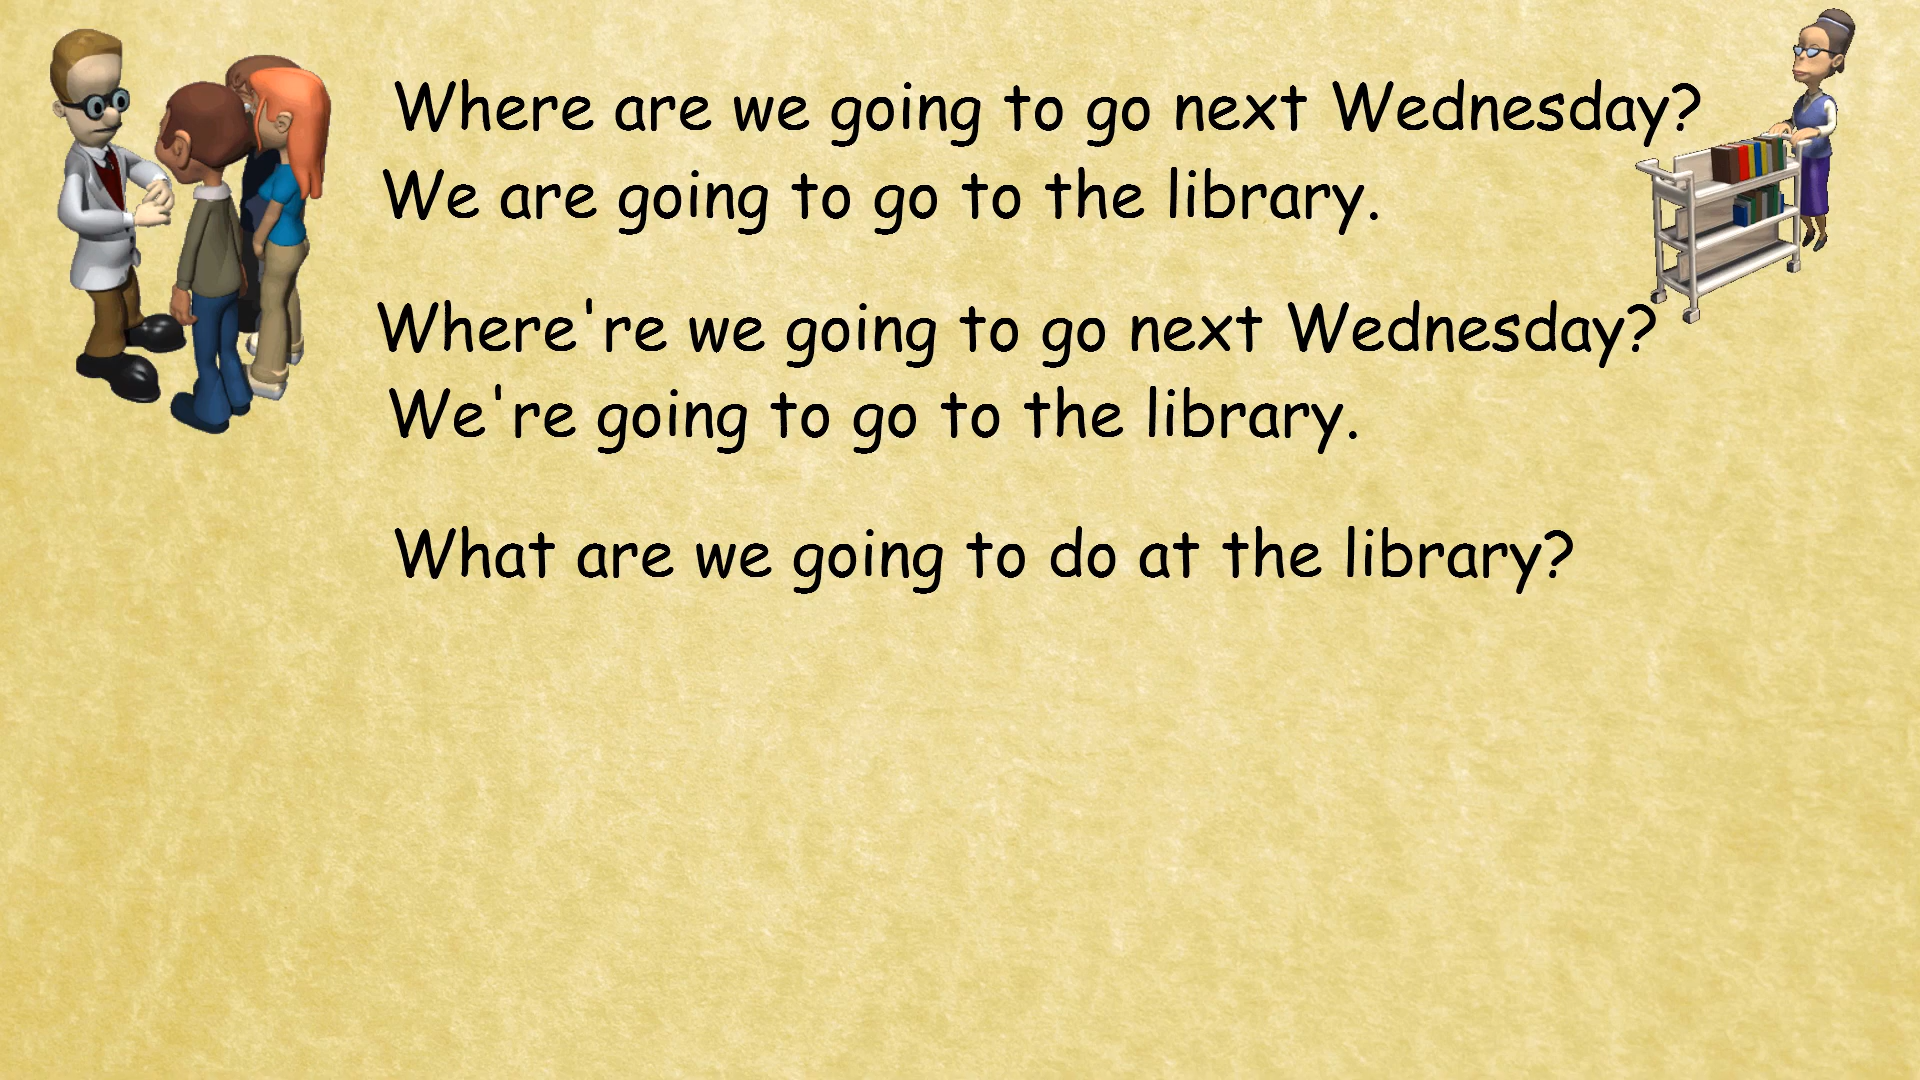 Where are we going to go next Wednesday?
We are going to go to the library.
Where're we going to go next Wednesday?
We're going to go to the library.
What are we going to do at the library?